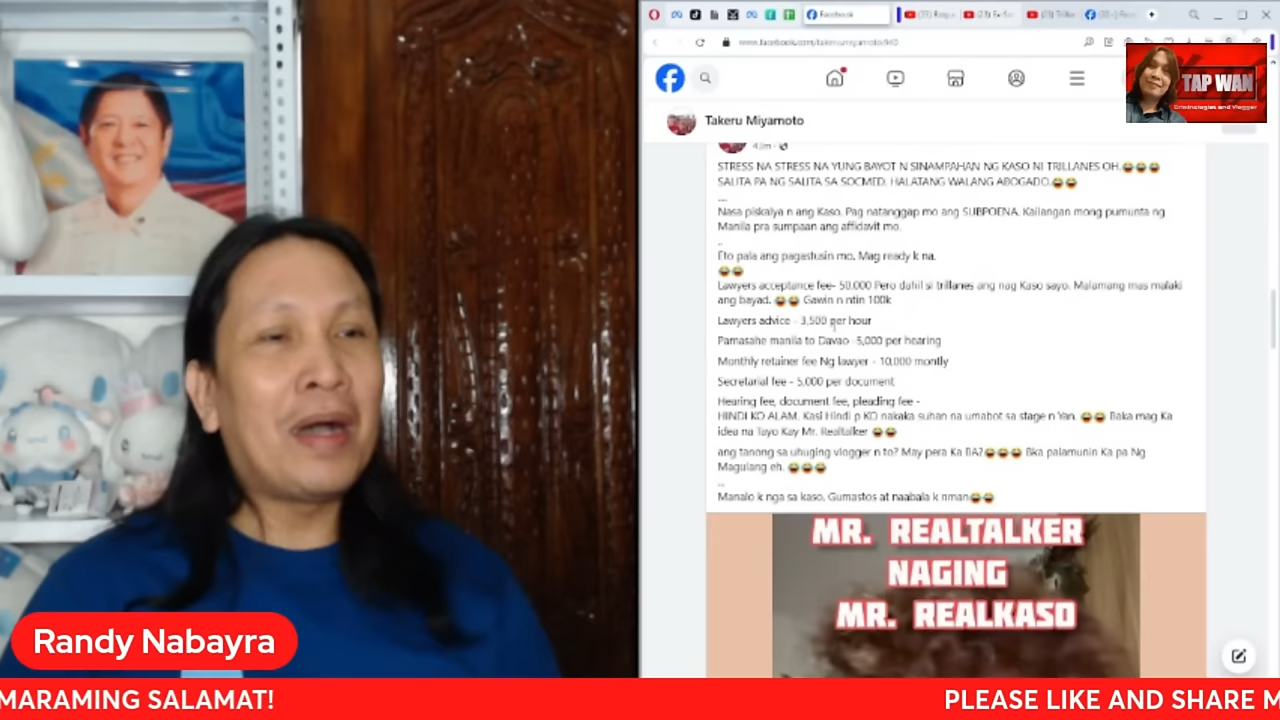 Facebook
www.facebook.com/takerumiyamoto940
TAP WAN
Criminologist and Vlogger
Takeru Miyamoto
STRESS NA STRESS NA YUNG BAYOT N SINAMPAHAN NG KASO NI TRILLANES OH.😂😂😂
SALITA PA NG SALITA SA SOCMED. HALATANG WALANG ABOGADO.😂😂
...
Nasa piskalya n ang Kaso. Pag natanggap mo ang SUBPOENA. Kailangan mong pumunta ng
Manila pra sumpaan ang affidavit mo.
..
Eto pala ang pagastusin mo. Mag ready k na.
😂😂
Lawyers acceptance fee- 50,000 Pero dahil si trillanes ang nag Kaso sayo. Malamang mas malaki
ang bayad. 😂😂 Gawin n ntin 100k
Lawyers advice - 3,500 per hour
Pamasahe manila to Davao -5,000 per hearing
Monthly retainer fee Ng lawyer - 10,000 montly
Secretarial fee - 5,000 per document
Hearing fee, document fee, pleading fee -
HINDI KO ALAM. Kasi Hindi p KO nakaka suhan na umabot sa stage n Yan. 😂😂 Baka mag Ka
idea na Tayo Kay Mr. Realtalker 😂😂
ang tanong sa uhuging vlogger n to? May pera Ka BA?😂😂😂 Bka palamunin Ka pa Ng
Magulang eh. 😂😂😂
...
Manalo k nga sa kaso. Gumastos at naabala k nman😂😂
MR. REALTALKER
NAGING
MR. REALKASO
Randy Nabayra
MARAMING SALAMAT!
PLEASE LIKE AND SHARE M